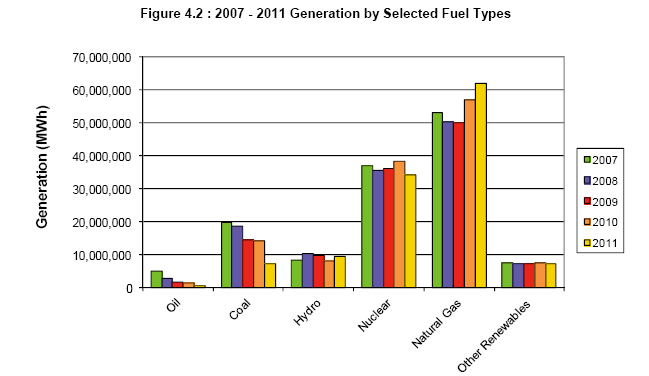 Figure 4.2 : 2007 - 2011 Generation by Selected Fuel Types
Generation (MWh)
70,000,000
60,000,000
50,000,000
40,000,000
30,000,000
20,000,000
10,000,000
0
Oil
Coal
Hydro
Nuclear
Natural Gas
Other Renewables
2007
2008
2009
2010
2011